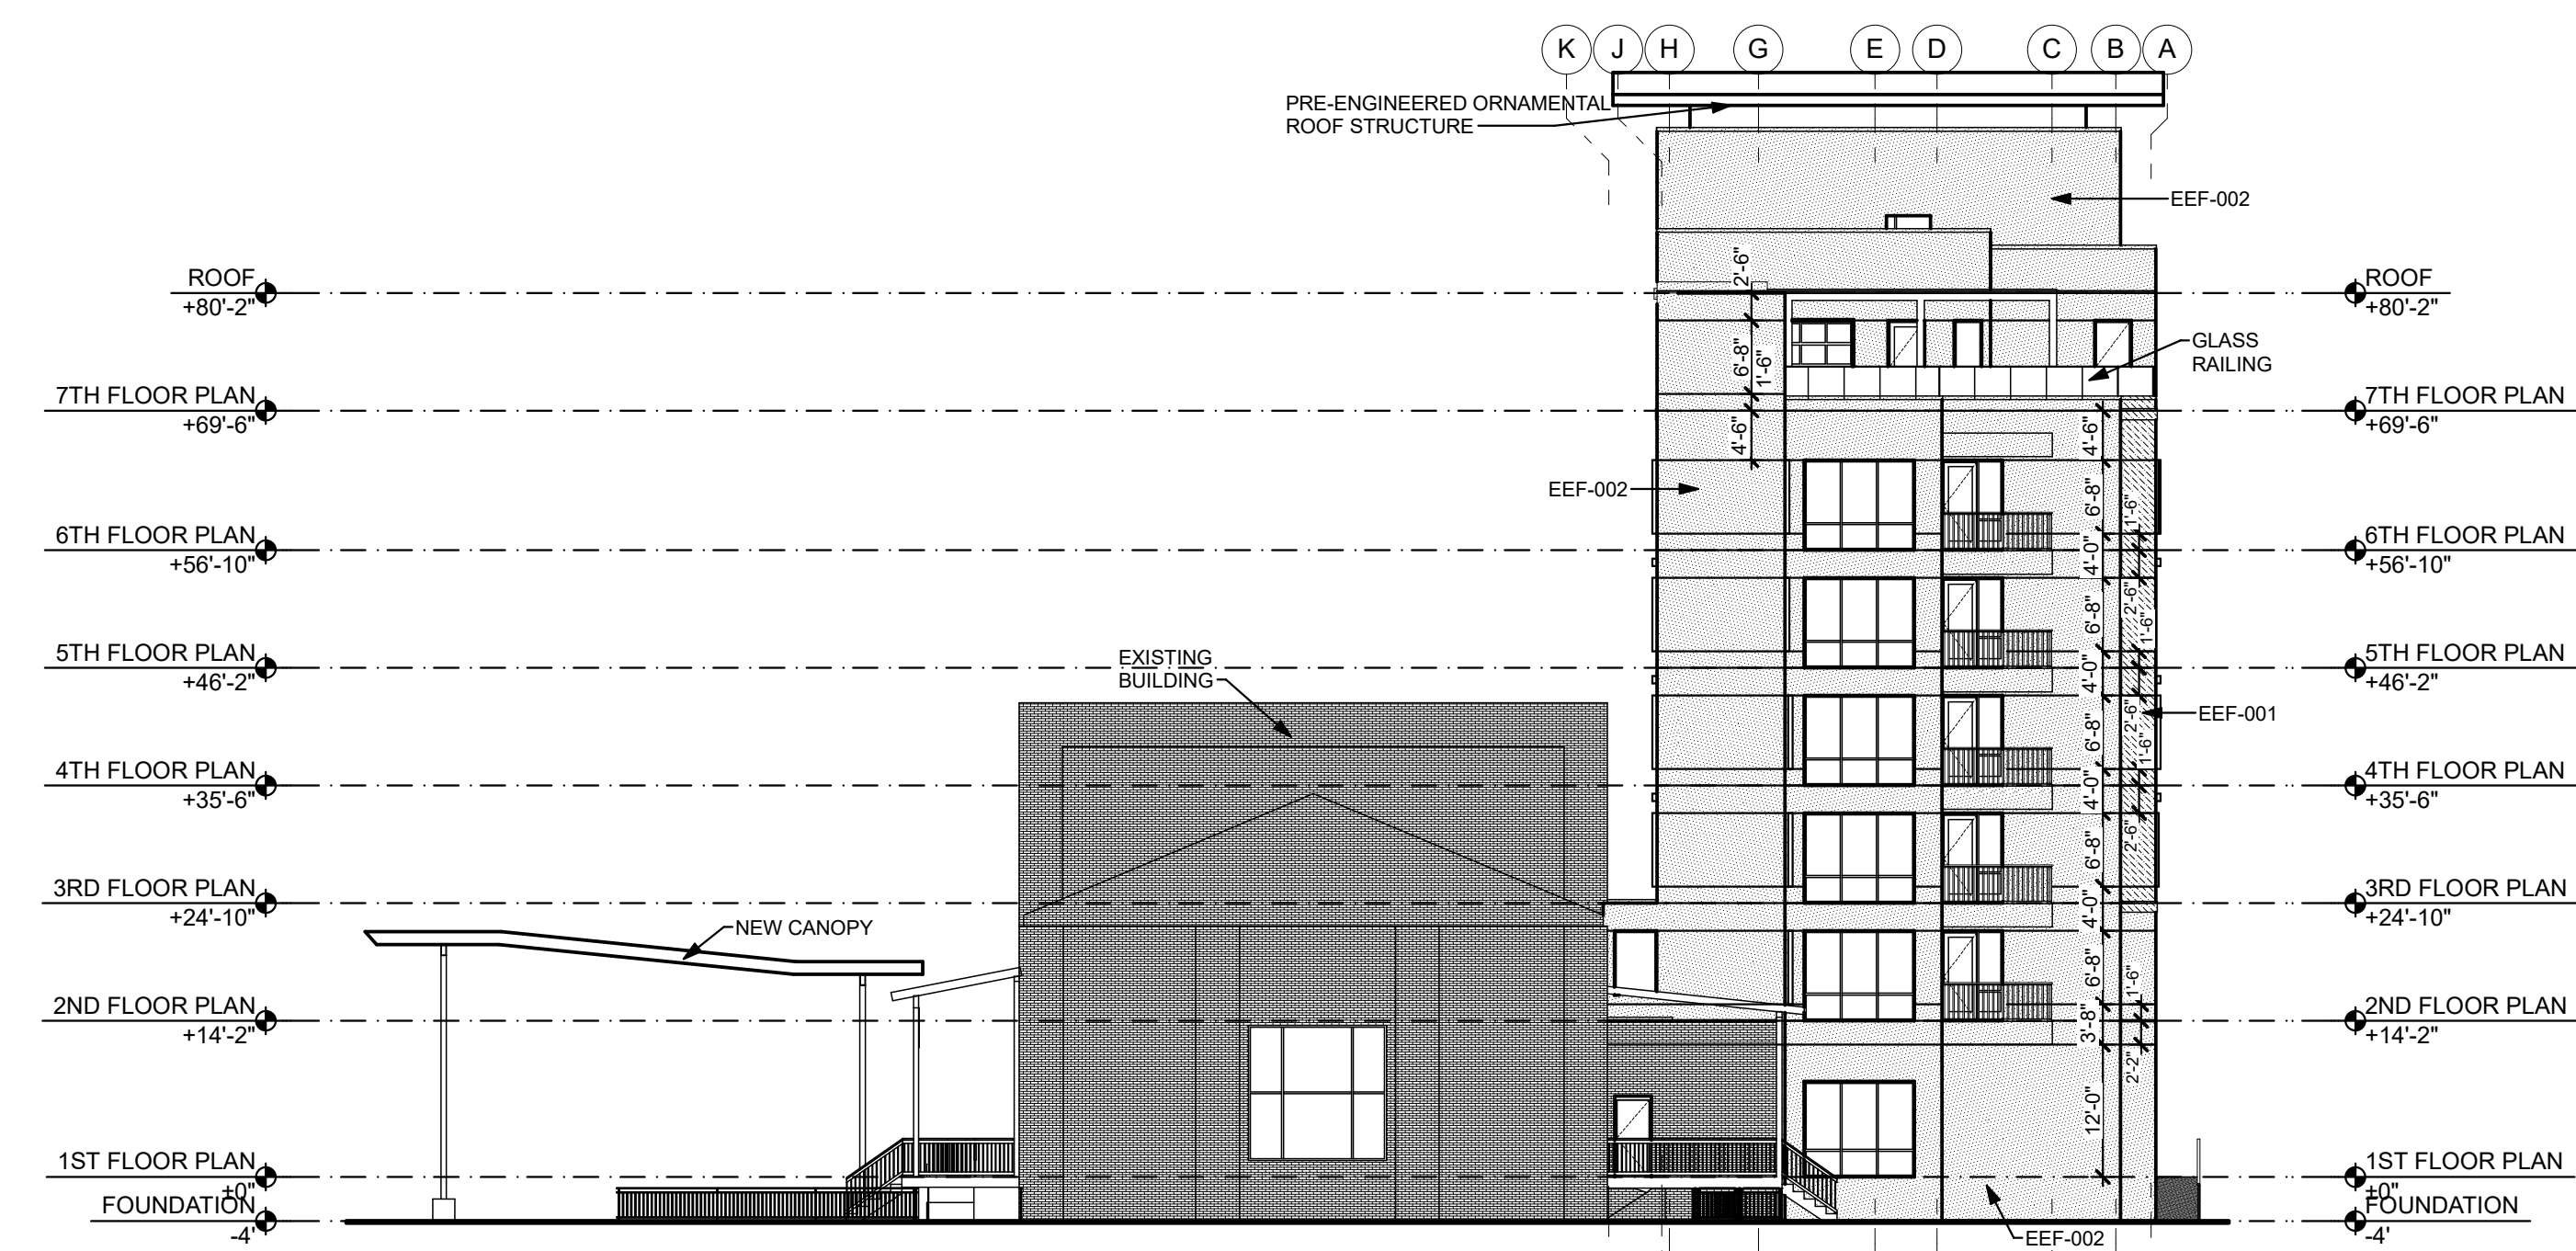 K J H G E D C B A
PRE-ENGINEERED ORNAMENTAL
ROOF STRUCTURE
EEF-002
ROOF
+80'-2"
2'-6"
ROOF
+80'-2"
GLASS
RAILING
6'-8"
1'-6"
7TH FLOOR PLAN
+69'-6"
7TH FLOOR PLAN
+69'-6"
4'-6"
4'-6"
EEF-002
6'-8"
1'-6"
6TH FLOOR PLAN
+56'-10"
4'-0"
6TH FLOOR PLAN
+56'-10"
6'-8"
2'-6"
1'-6"
EXISTING
BUILDING
5TH FLOOR PLAN
+46'-2"
4'-0"
5TH FLOOR PLAN
+46'-2"
6'-8"
2'-6"
1'-6"
EEF-001
4TH FLOOR PLAN
+35'-6"
4'-0"
4TH FLOOR PLAN
+35'-6"
6'-8"
2'-6"
3RD FLOOR PLAN
+24'-10"
4'-0"
3RD FLOOR PLAN
+24'-10"
NEW CANOPY
6'-8"
1'-6"
2ND FLOOR PLAN
+14'-2"
3'-8"
2ND FLOOR PLAN
+14'-2"
2'-2"
12'-0"
1ST FLOOR PLAN
±0"
1ST FLOOR PLAN
±0"
FOUNDATION
-4'
FOUNDATION
-4'
EEF-002